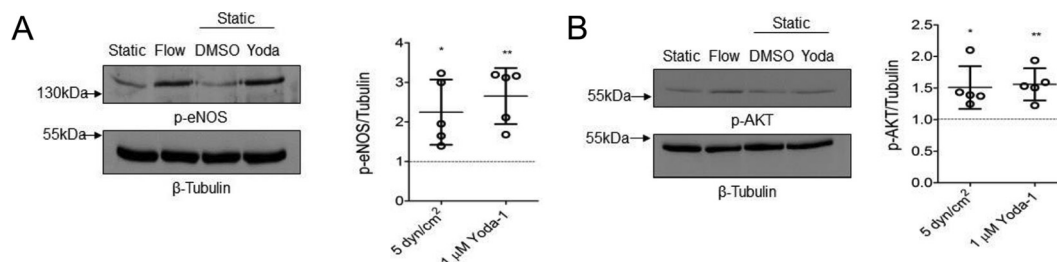 A
Static
Static Flow DMSO Yoda
130kDa
p-eNOS
55kDa
β-Tubulin
p-eNOS/Tubulin
4
3
2
1
0
*
**
5 dyn/cm²
1 μM Yoda-1
B
Static
Static Flow DMSO Yoda
55kDa
p-AKT
55kDa
β-Tubulin
p-AKT/Tubulin
2.5
2.0
1.5
1.0
0.5
0.0
*
**
5 dyn/cm²
1 μM Yoda-1